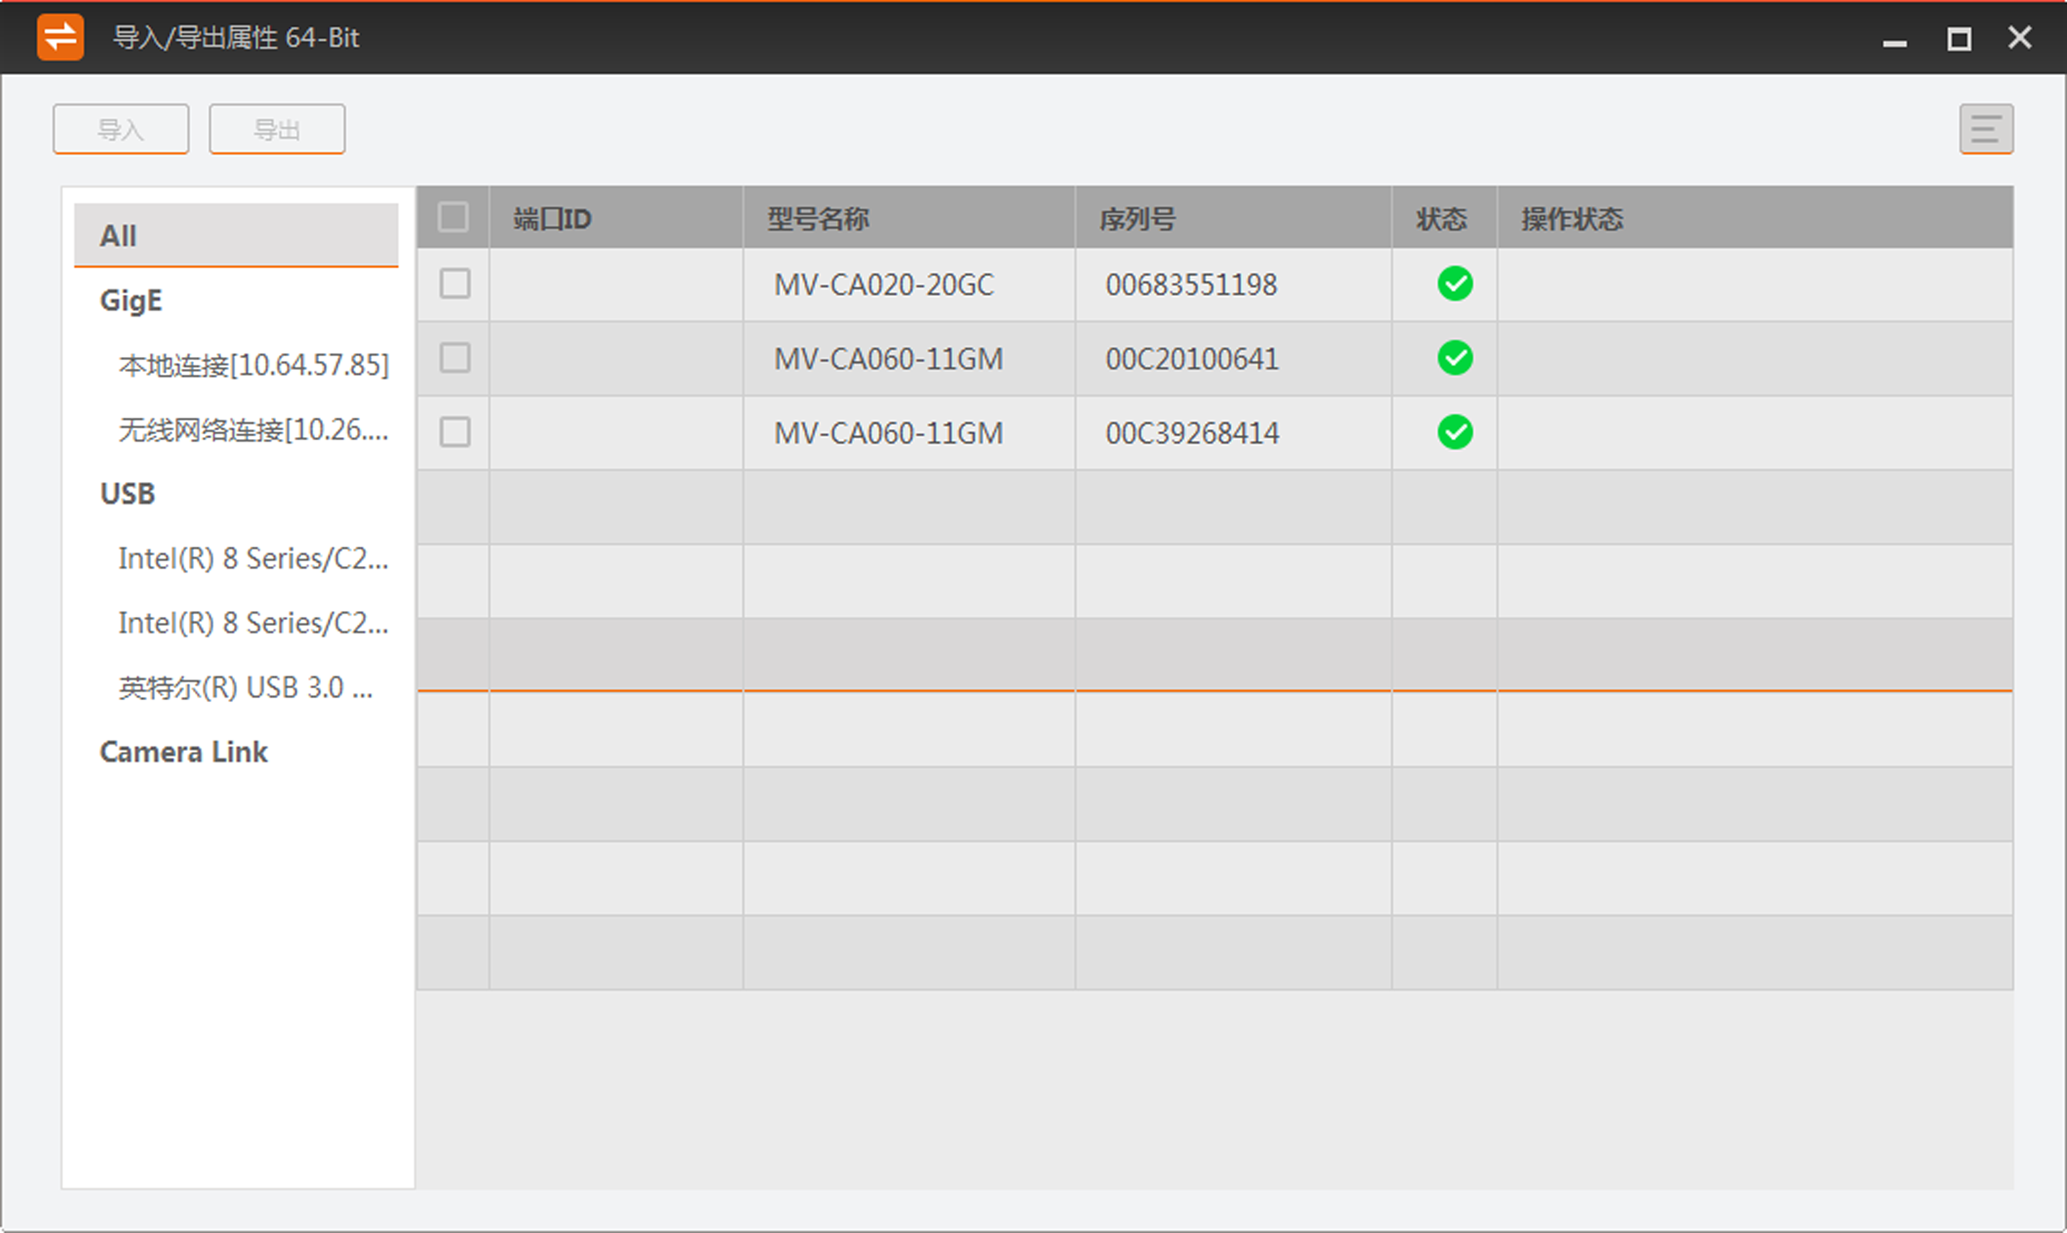 导入/导出属性 64-Bit
导入 导出
All
GigE
本地连接[10.64.57.85]
无线网络连接[10.26....
USB
Intel(R) 8 Series/C2...
Intel(R) 8 Series/C2...
英特尔(R) USB 3.0 ...
Camera Link
端口ID 型号名称 序列号 状态 操作状态
MV-CA020-20GC 00683551198
MV-CA060-11GM 00C20100641
MV-CA060-11GM 00C39268414